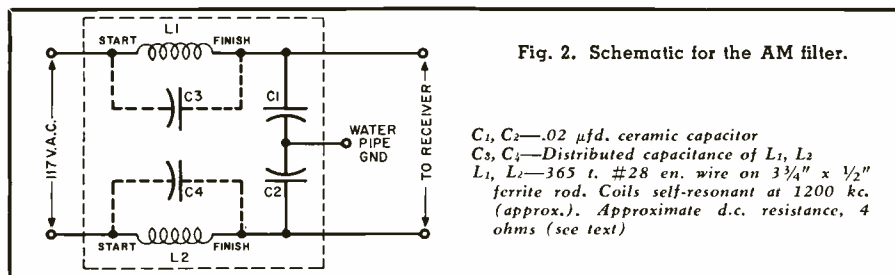 L1
START FINISH
C3
C1
117 V.A.C.
WATER
PIPE
GND
TO RECEIVER
C4
C2
START FINISH
L2
Fig. 2. Schematic for the AM filter.
C₁, C₂—.02 µfd. ceramic capacitor
C₃, C₄—Distributed capacitance of L₁, L₂
L₁, L₂—365 t. #28 en. wire on 3¾" x ½"
ferrite rod. Coils self-resonant at 1200 kc.
(approx.). Approximate d.c. resistance, 4
ohms (see text)